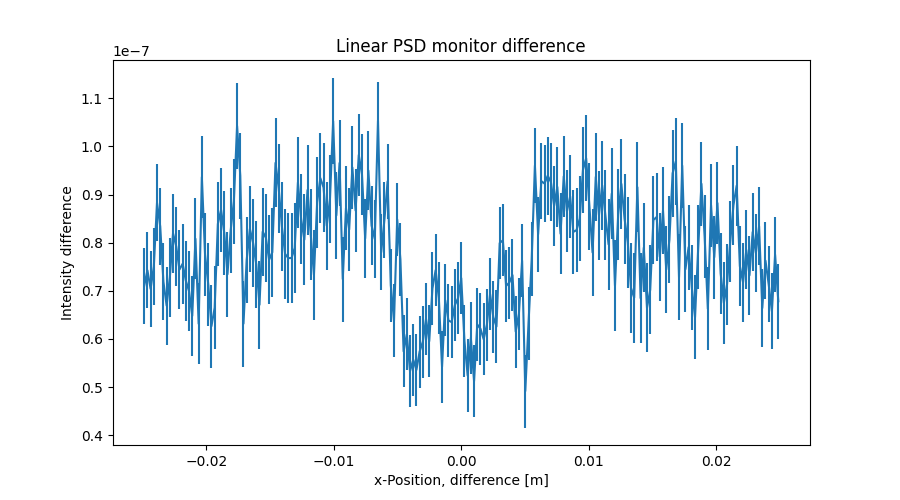 Linear PSD monitor difference
1e−7
1.1
1.0
0.9
0.8
0.7
0.6
0.5
0.4
Intensity difference
−0.02 −0.01 0.00 0.01 0.02
x-Position, difference [m]